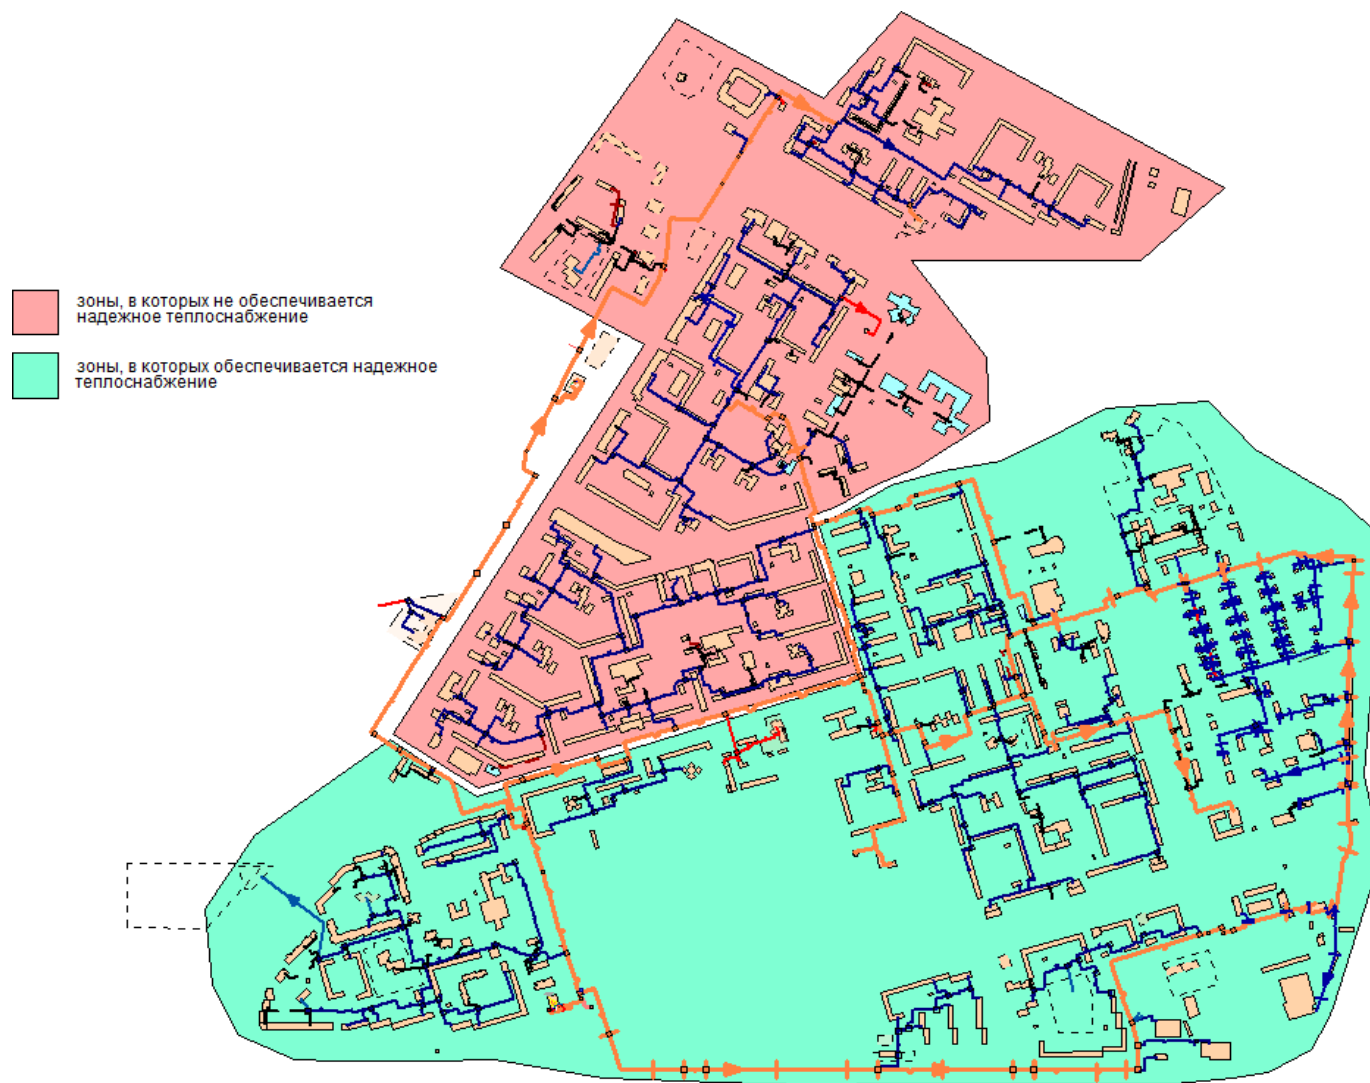 зоны, в которых не обеспечивается
надежное теплоснабжение
зоны, в которых обеспечивается надежное
теплоснабжение